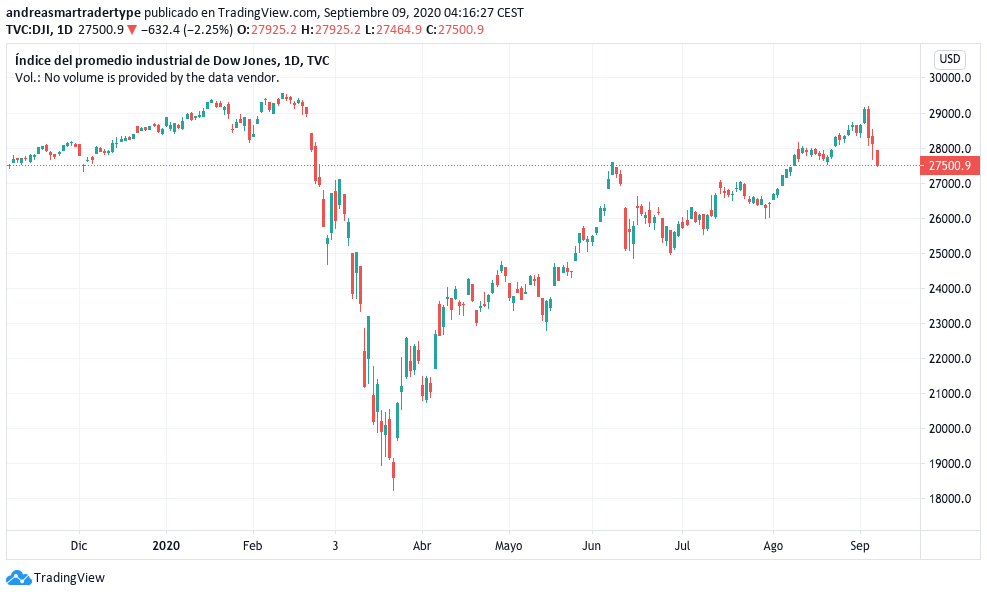 andreasmartradertype publicado en TradingView.com, Septiembre 09, 2020 04:16:27 CEST
TVC:DJI, 1D 27500.9 ▼ −632.4 (−2.25%) O:27925.2 H:27925.2 L:27464.9 C:27500.9
Índice del promedio industrial de Dow Jones, 1D, TVC
Vol.: No volume is provided by the data vendor.
USD
30000.0
29000.0
28000.0
27500.9
27000.0
26000.0
25000.0
24000.0
23000.0
22000.0
21000.0
20000.0
19000.0
18000.0
Dic 2020 Feb 3 Abr Mayo Jun Jul Ago Sep
TradingView